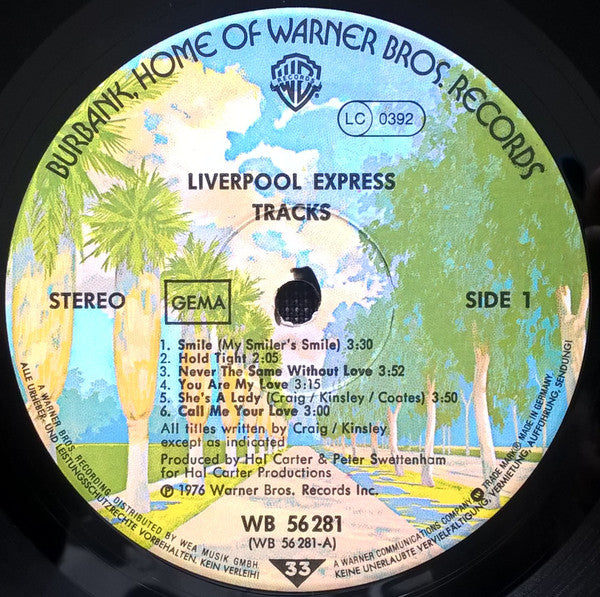 BURBANK, HOME OF WARNER BROS. RECORDS
WB
RECORDS
LC 0392
LIVERPOOL EXPRESS
TRACKS
STEREO
GEMA
SIDE 1
1. Smile (My Smiler's Smile) 3:30
2. Hold Tight 2:05
3. Never The Same Without Love 3:52
4. You Are My Love 3:15
5. She's A Lady (Craig / Kinsley / Coates) 3:50
6. Call Me Your Love 3:00
All titles written by Craig / Kinsley
except as indicated
Produced by Hal Carter & Peter Swettenham
for Hal Carter Productions
Ⓟ 1976 Warner Bros. Records Inc.
WB 56 281
(WB 56 281-A)
33
A WARNER BROS. RECORDING. DISTRIBUTED BY WEA MUSIK GMBH.
ALLE URHEBER- UND LEISTUNGSSCHUTZRECHTE VORBEHALTEN. KEIN VERLEIH!
A WARNER COMMUNICATIONS COMPANY TRADE MARK® MADE IN GERMANY
KEINE UNERLAUBTE VERVIELFÄLTIGUNG, VERMIETUNG, AUFFÜHRUNG, SENDUNG!